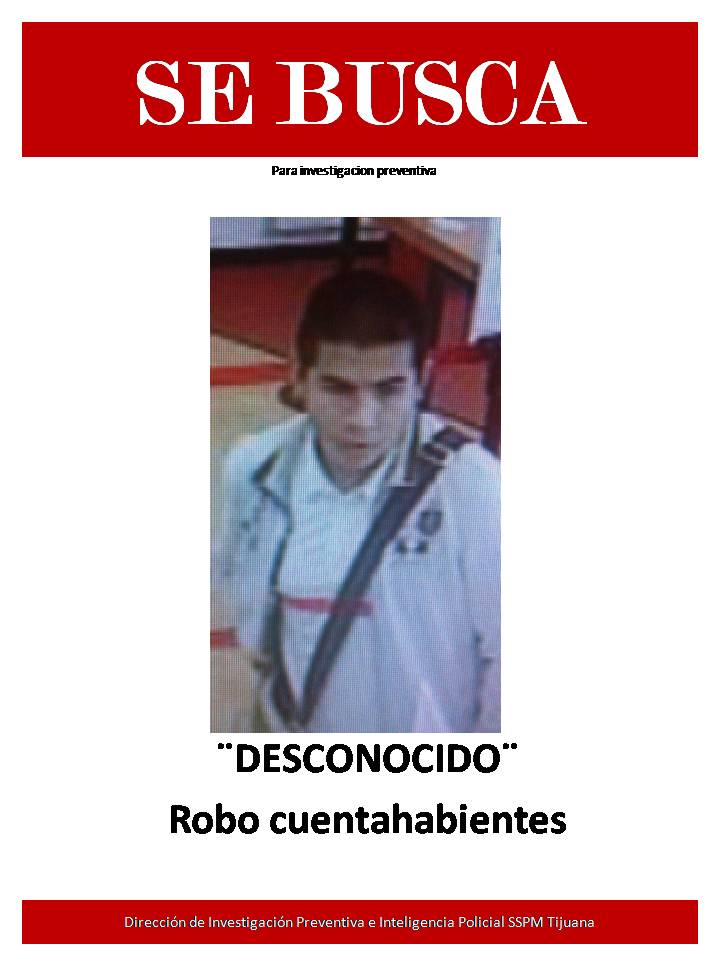 SE BUSCA
Para investigacion preventiva
¨DESCONOCIDO¨
Robo cuentahabientes
Dirección de Investigación Preventiva e Inteligencia Policial SSPM Tijuana